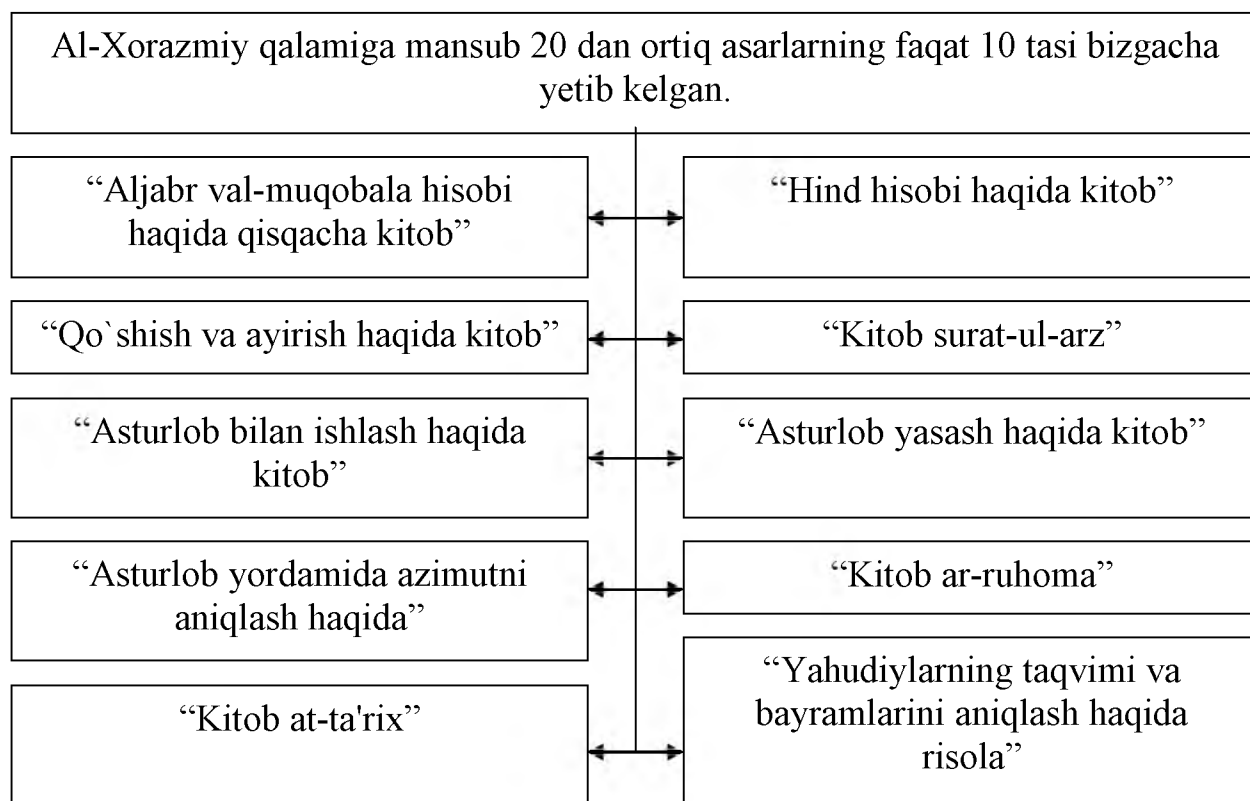 Al-Xorazmiy qalamiga mansub 20 dan ortiq asarlarning faqat 10 tasi bizgacha
yetib kelgan.
“Aljabr val-muqobala hisobi
haqida qisqacha kitob”
“Hind hisobi haqida kitob”
“Qo`shish va ayirish haqida kitob”
“Kitob surat-ul-arz”
“Asturlob bilan ishlash haqida
kitob”
“Asturlob yasash haqida kitob”
“Asturlob yordamida azimutni
aniqlash haqida”
“Kitob ar-ruhoma”
“Kitob at-ta'rix”
“Yahudiylarning taqvimi va
bayramlarini aniqlash haqida
risola”